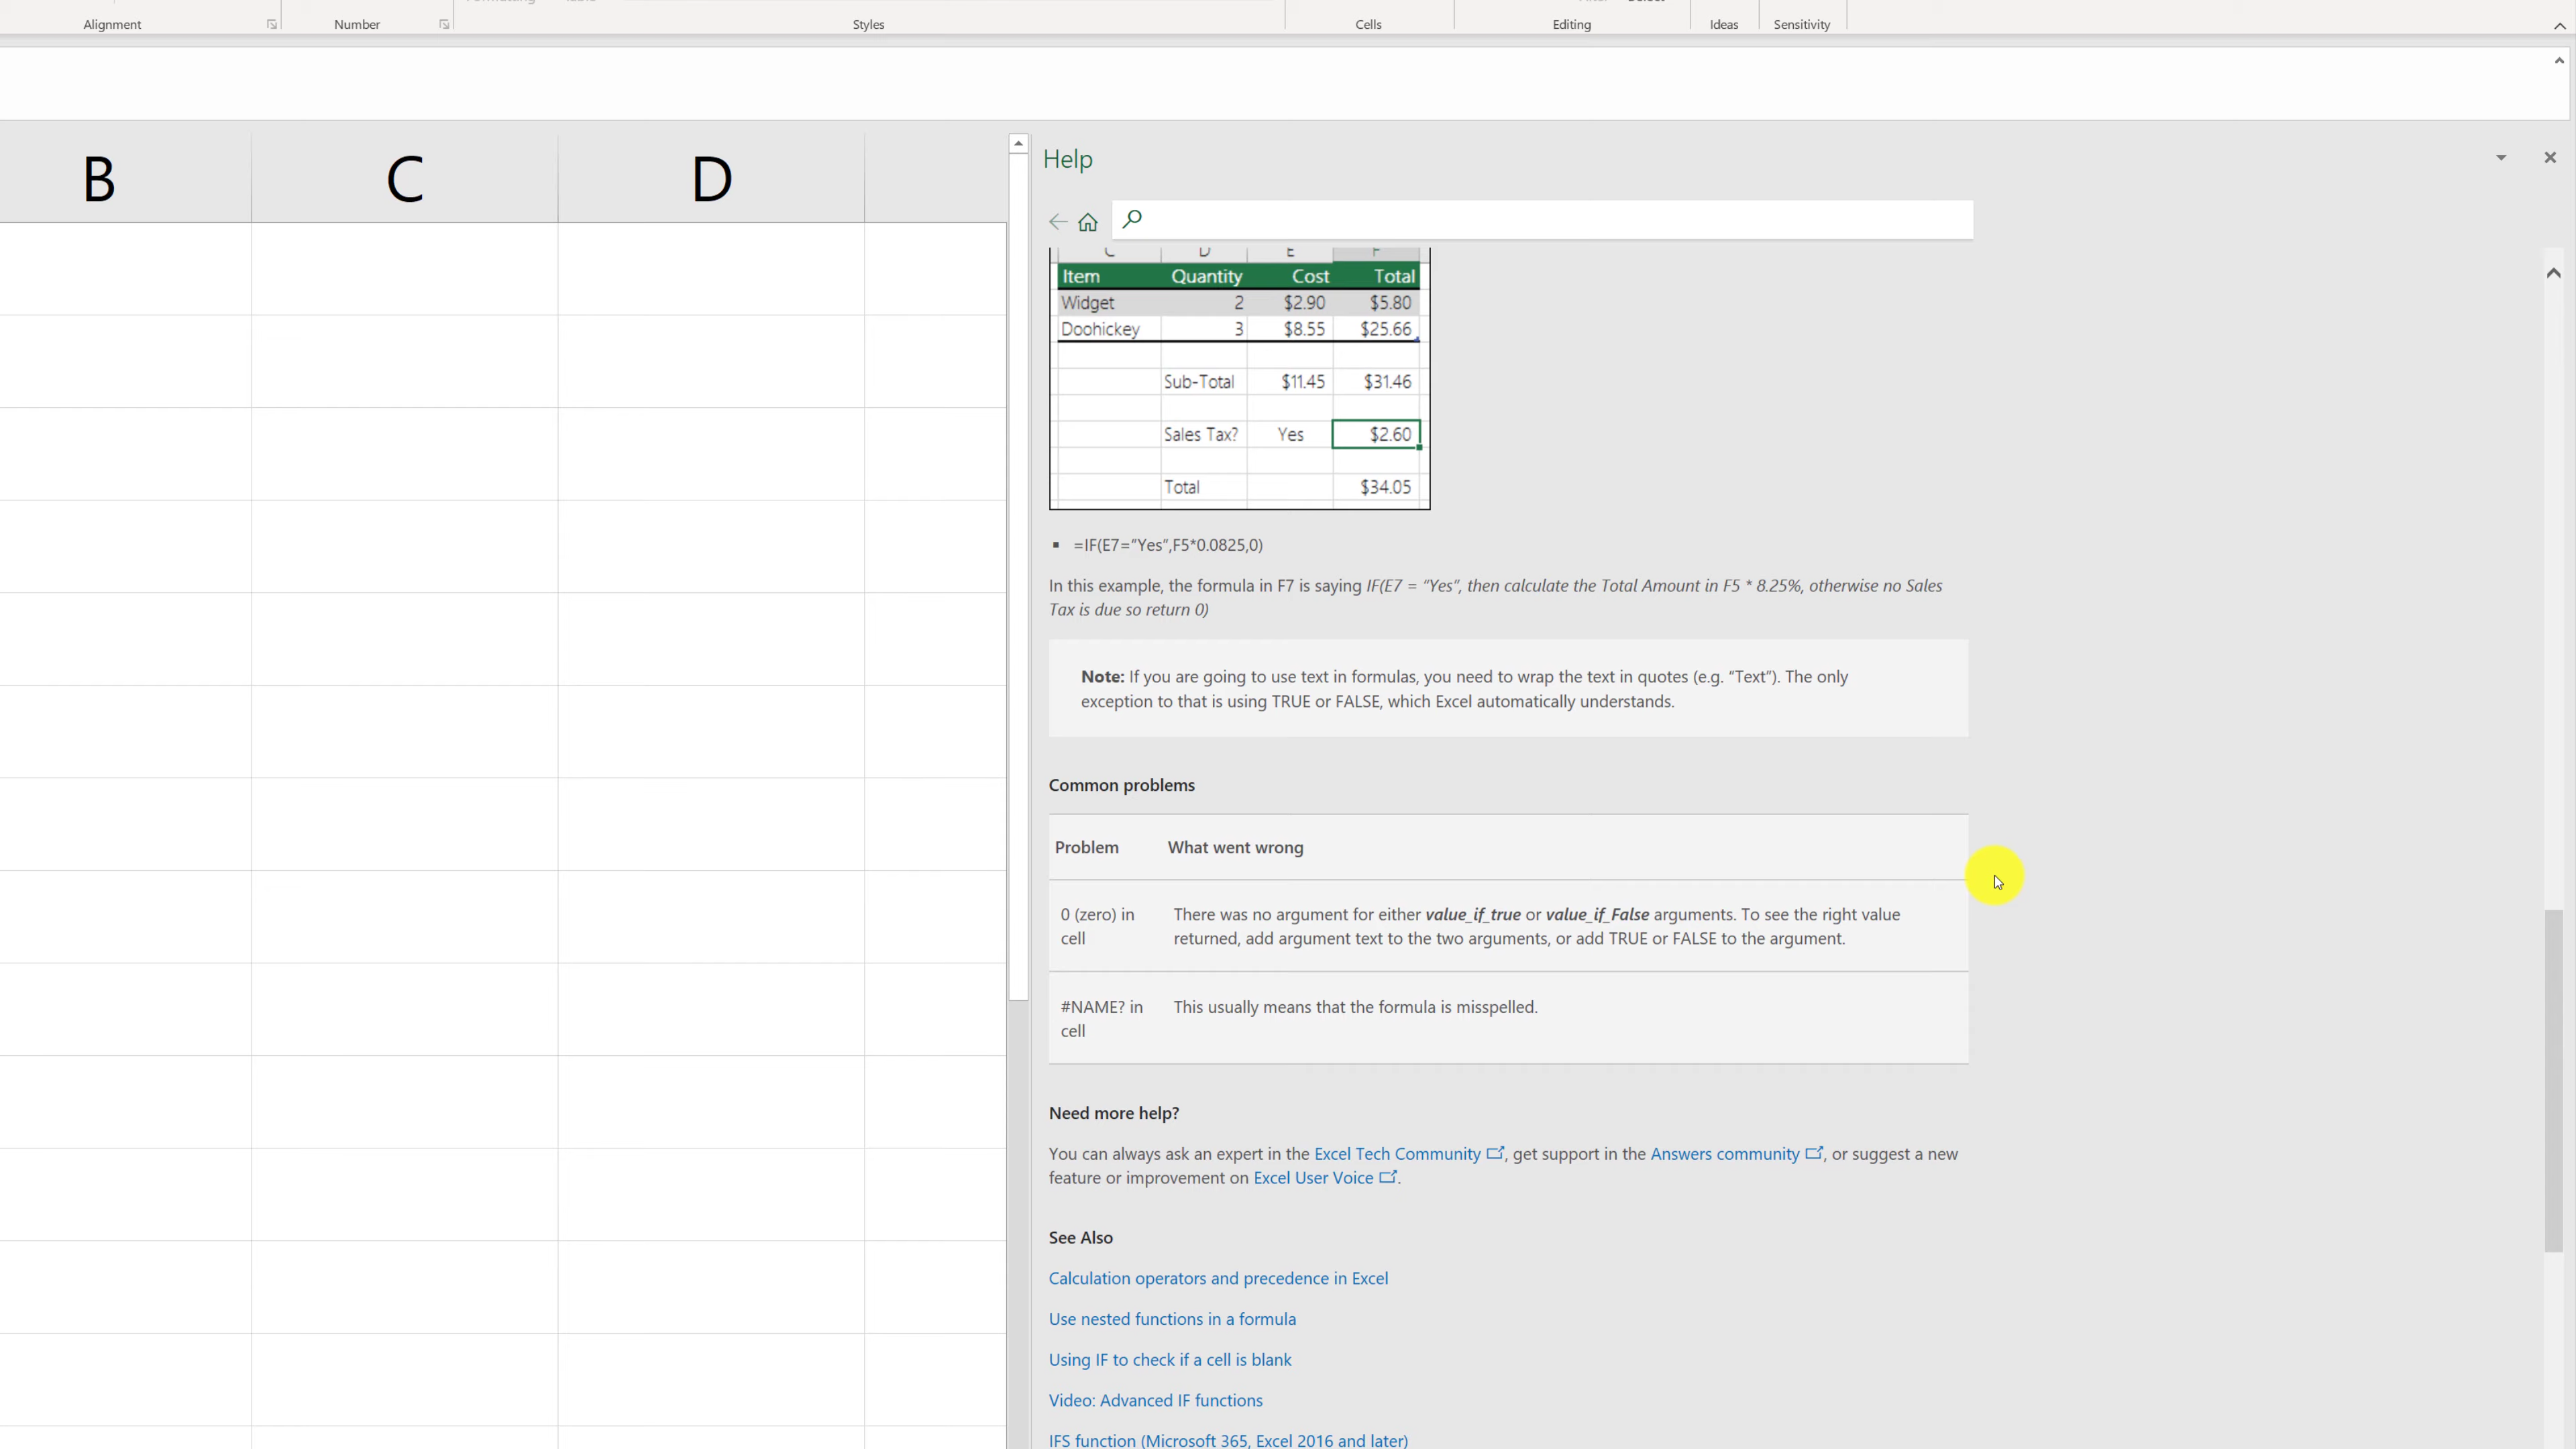 Alignment Number Styles Cells Editing Ideas Sensitivity
B C D
Help
C D E F
Item Quantity Cost Total
Widget 2 $2.90 $5.80
Doohickey 3 $8.55 $25.66
Sub-Total $11.45 $31.46
Sales Tax? Yes $2.60
Total $34.05
▪ =IF(E7="Yes",F5*0.0825,0)
In this example, the formula in F7 is saying IF(E7 = “Yes”, then calculate the Total Amount in F5 * 8.25%, otherwise no Sales
Tax is due so return 0)
Note: If you are going to use text in formulas, you need to wrap the text in quotes (e.g. “Text”). The only
exception to that is using TRUE or FALSE, which Excel automatically understands.
Common problems
Problem What went wrong
0 (zero) in There was no argument for either value_if_true or value_if_False arguments. To see the right value
cell returned, add argument text to the two arguments, or add TRUE or FALSE to the argument.
#NAME? in This usually means that the formula is misspelled.
cell
Need more help?
You can always ask an expert in the Excel Tech Community, get support in the Answers community, or suggest a new
feature or improvement on Excel User Voice.
See Also
Calculation operators and precedence in Excel
Use nested functions in a formula
Using IF to check if a cell is blank
Video: Advanced IF functions
IFS function (Microsoft 365, Excel 2016 and later)